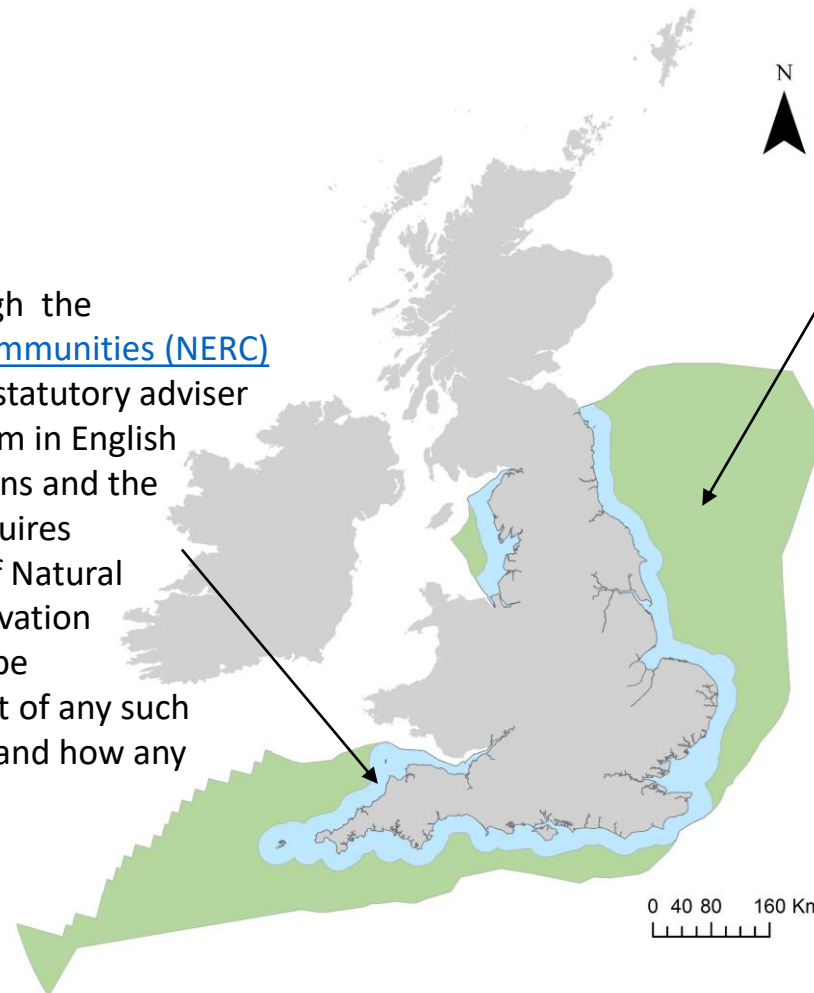 N
gh the
ommunities (NERC)
statutory adviser
m in English
ns and the
uires
f Natural
vation
be
t of any such
and how any
0 40 80 160 Km